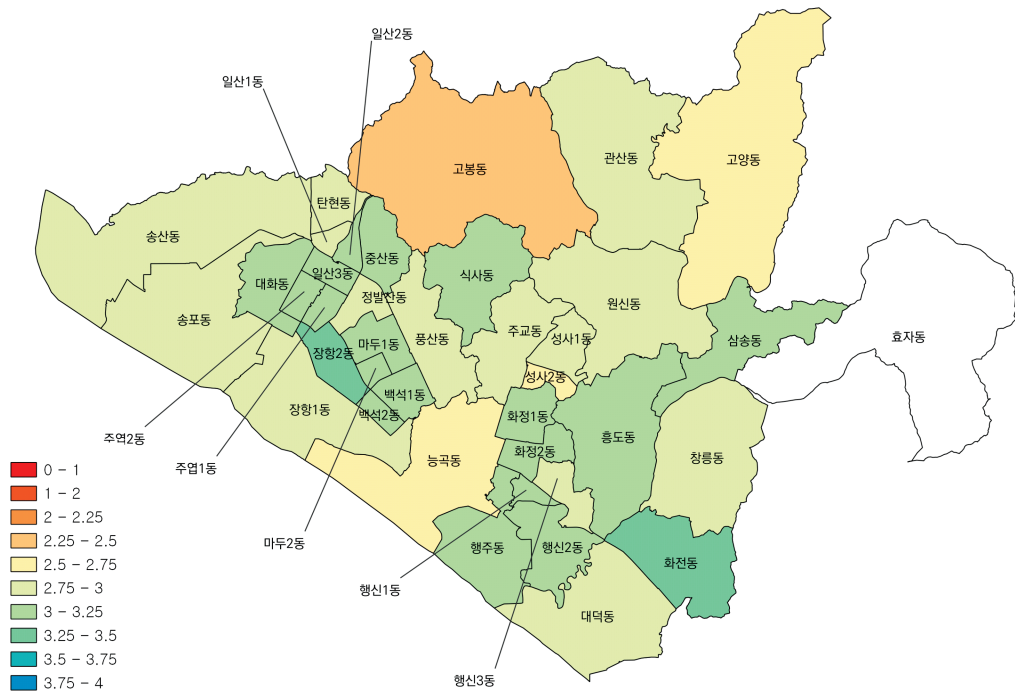 일산2동
일산1동
고봉동
관산동
고양동
탄현동
송산동
중산동
일산3동
대화동
식사동
정발산동
송포동
원신동
풍산동
주교동
성사1동
삼송동
효자동
장항2동
마두1동
성사2동
백석1동
장항1동
백석2동
화정1동
주엽2동
흥도동
화정2동
창릉동
능곡동
주엽1동
마두2동
행주동
행신2동
화전동
행신1동
대덕동
행신3동
0 - 1
1 - 2
2 - 2.25
2.25 - 2.5
2.5 - 2.75
2.75 - 3
3 - 3.25
3.25 - 3.5
3.5 - 3.75
3.75 - 4